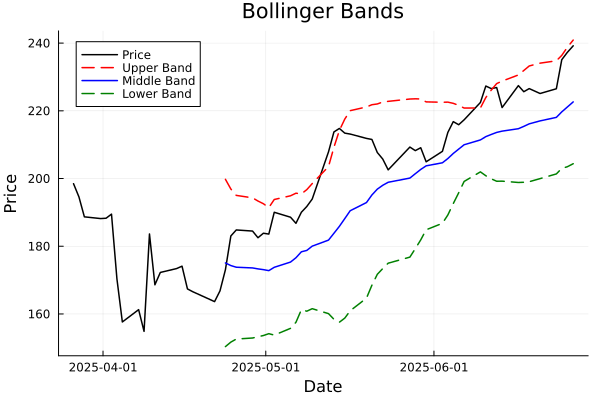 Bollinger Bands
Price
Upper Band
Middle Band
Lower Band
240
220
200
180
160
Price
2025-04-01
2025-05-01
2025-06-01
Date